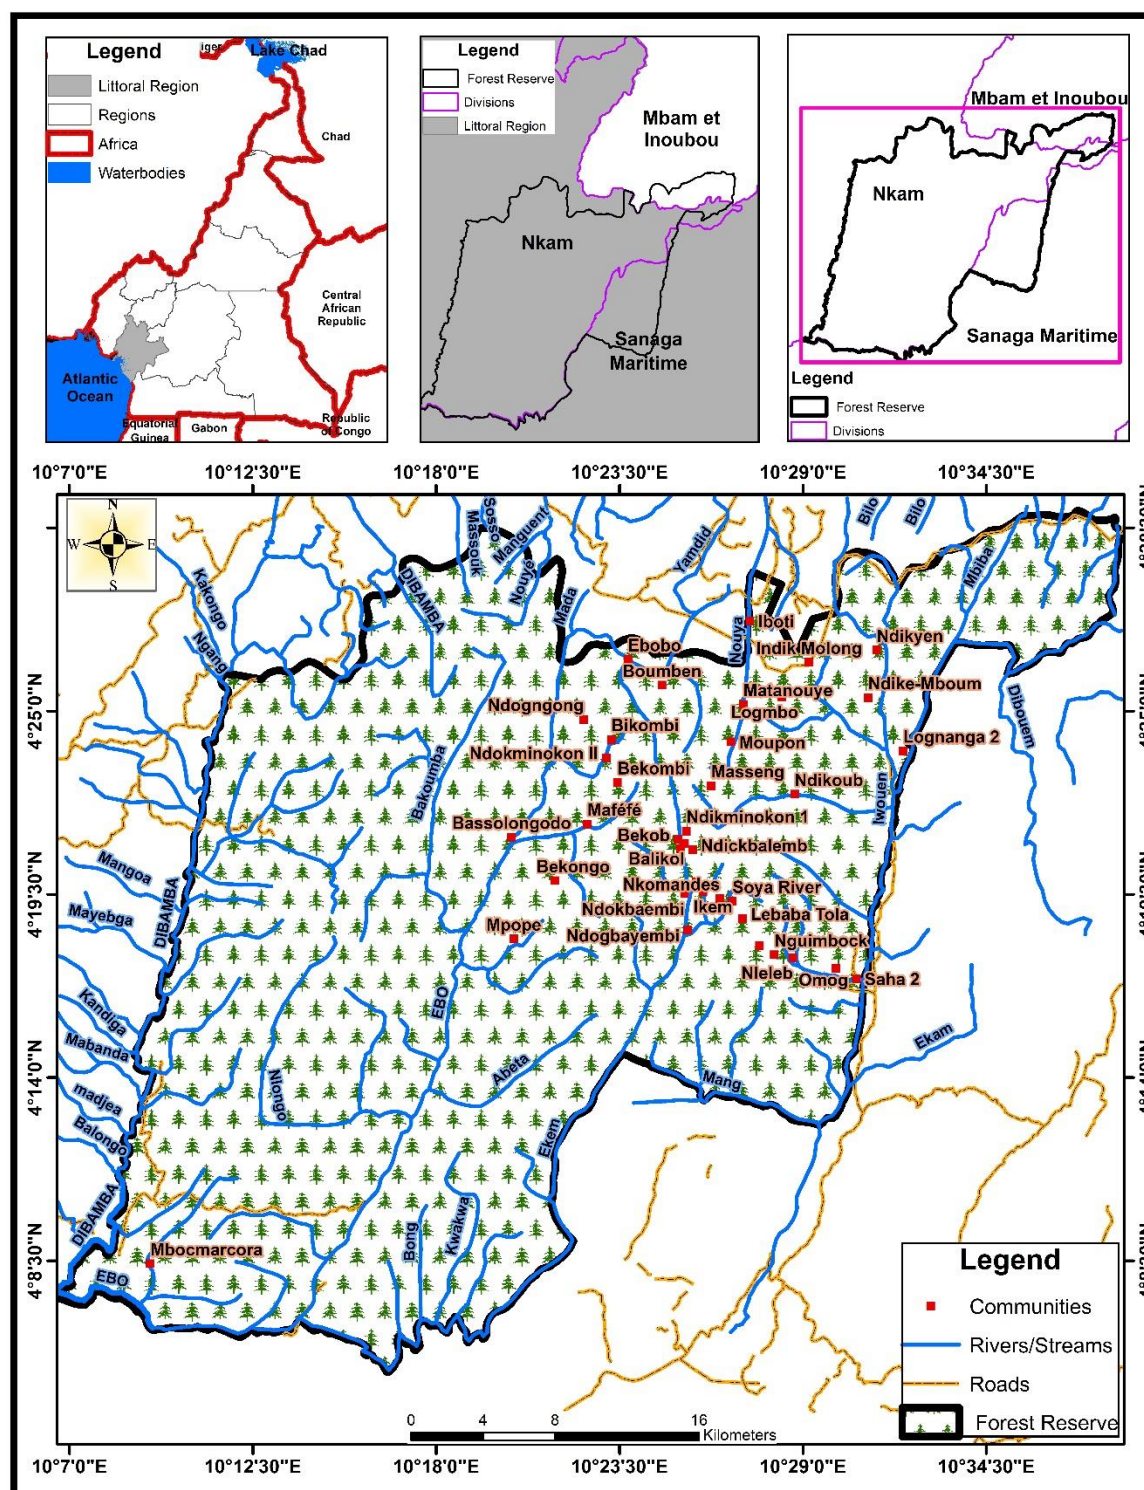 Legend
Littoral Region
Regions
Africa
Waterbodies
iger
Lake Chad
Chad
Central
African
Republic
Atlantic
Ocean
Equatorial
Guinea
Gabon
Republic
of Congo
Legend
Forest Reserve
Divisions
Littoral Region
Mbam et
Inoubou
Nkam
Sanaga
Maritime
Mbam et Inoubou
Nkam
Sanaga Maritime
Legend
Forest Reserve
Divisions
10°7'0"E 10°12'30"E 10°18'0"E 10°23'30"E 10°29'0"E 10°34'30"E
N
W E
S
Kakongo
Ngang
DIBAMBA
Massouk
Sosso
Manguent
Nouye
Mada
Yamdid
Nouya
Bilo
Bilo
Mbiba
Iboti
Ebobo
Indik Molong
Ndikyen
Boumben
Matanouye
Ndike-Mboum
Dibouem
4°25'0"N
Ndogngong
Logmbo
Bikombi
Moupon
Lognanga 2
Ndokminokon II
Bakoumba
Bekombi
Masseng
Ndikoub
Iwouen
Maféfé
Ndikminokon 1
Bassolongodo
Bekob
Ndickbalemb
Balikol
Mangoa
Bekongo
4°19'30"N
Nkomandes
Soya River
DIBAMBA
Mayebga
Ndokbaembi
Ikem
Lebaba Tola
Mpope
Ndogbayembi
Nguimbock
Nleleb
Omog
Saha 2
EBO
Kandiga
Mabanda
Ekam
4°14'0"N
Abeta
Mang
Nlongo
madjea
Balongo
Ekem
DIBAMBA
Kwakwa
Bong
Mbocmarcora
4°8'30"N
EBO
Legend
Communities
Rivers/Streams
Roads
Forest Reserve
0 4 8 16
Kilometers
10°7'0"E 10°12'30"E 10°18'0"E 10°23'30"E 10°29'0"E 10°34'30"E